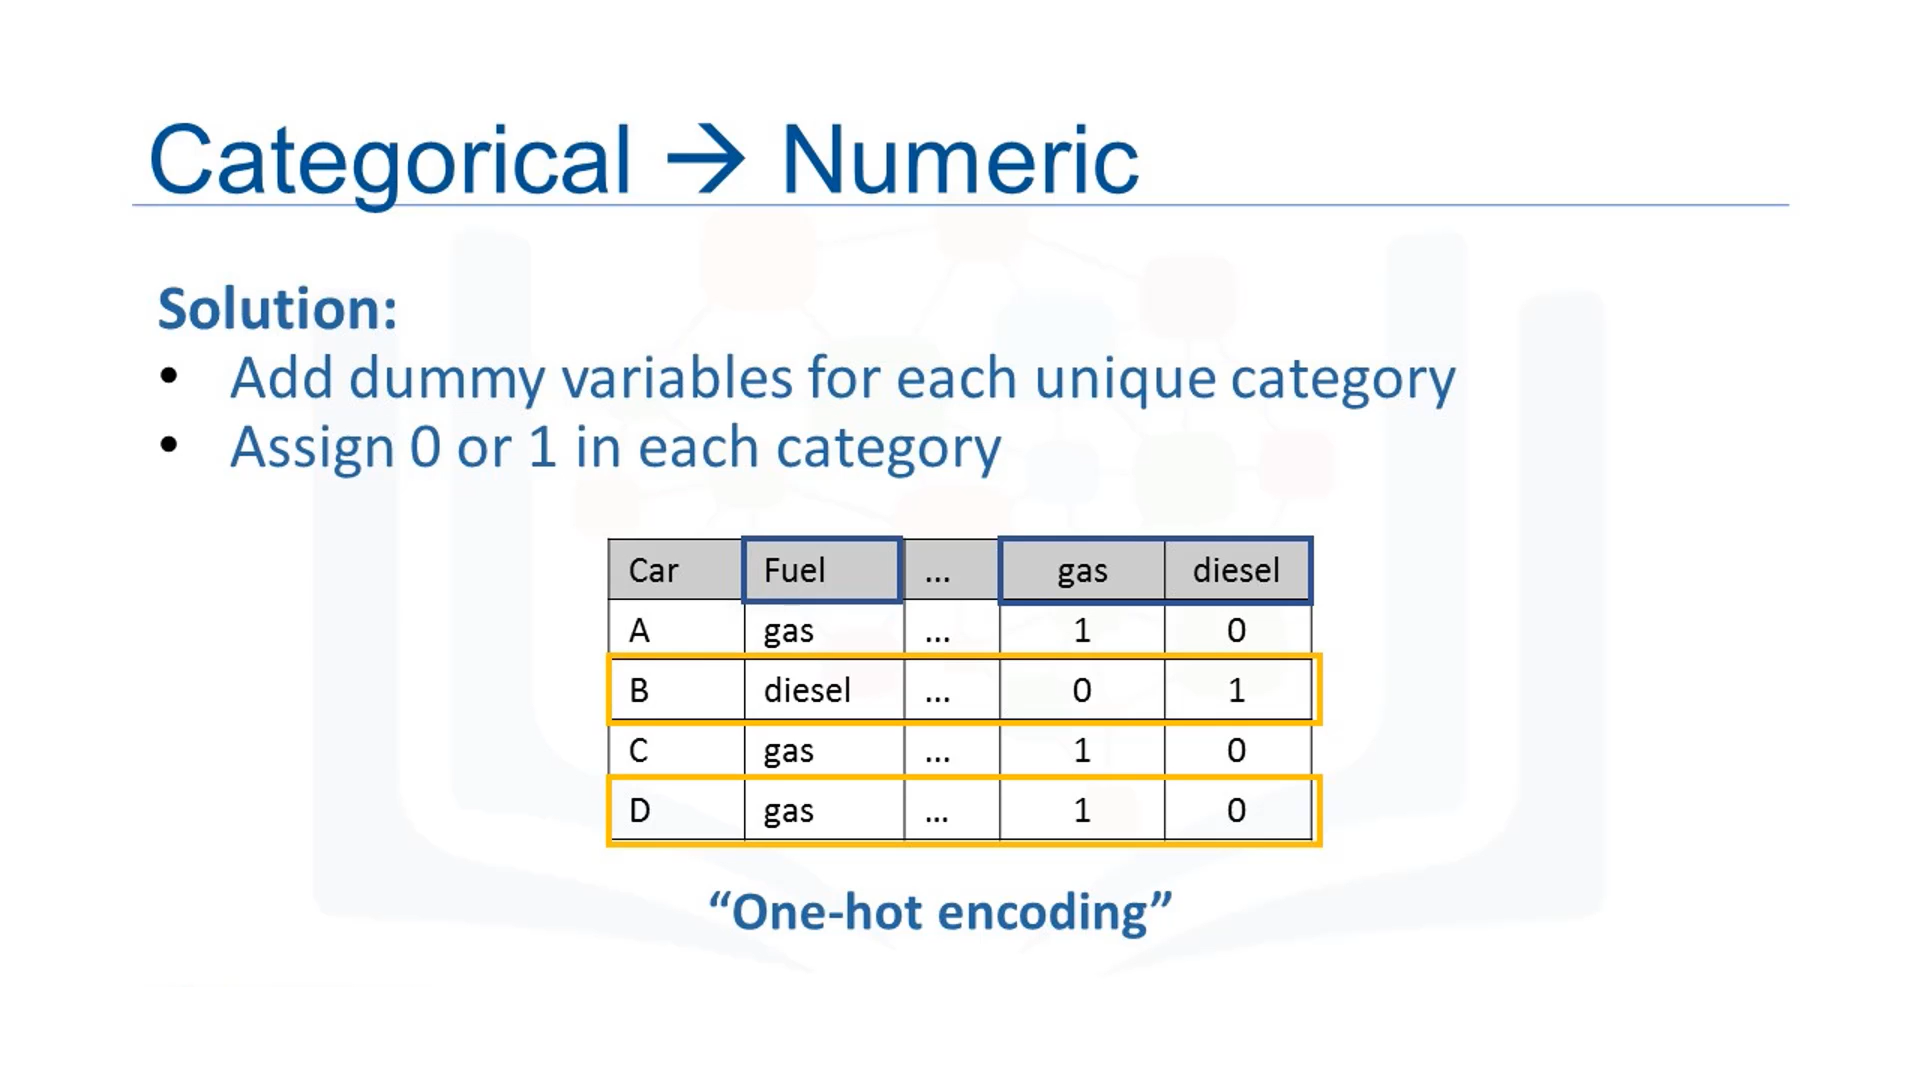 Categorical → Numeric
Solution:
• Add dummy variables for each unique category
• Assign 0 or 1 in each category
Car Fuel ... gas diesel
A gas ... 1 0
B diesel ... 0 1
C gas ... 1 0
D gas ... 1 0
“One-hot encoding”